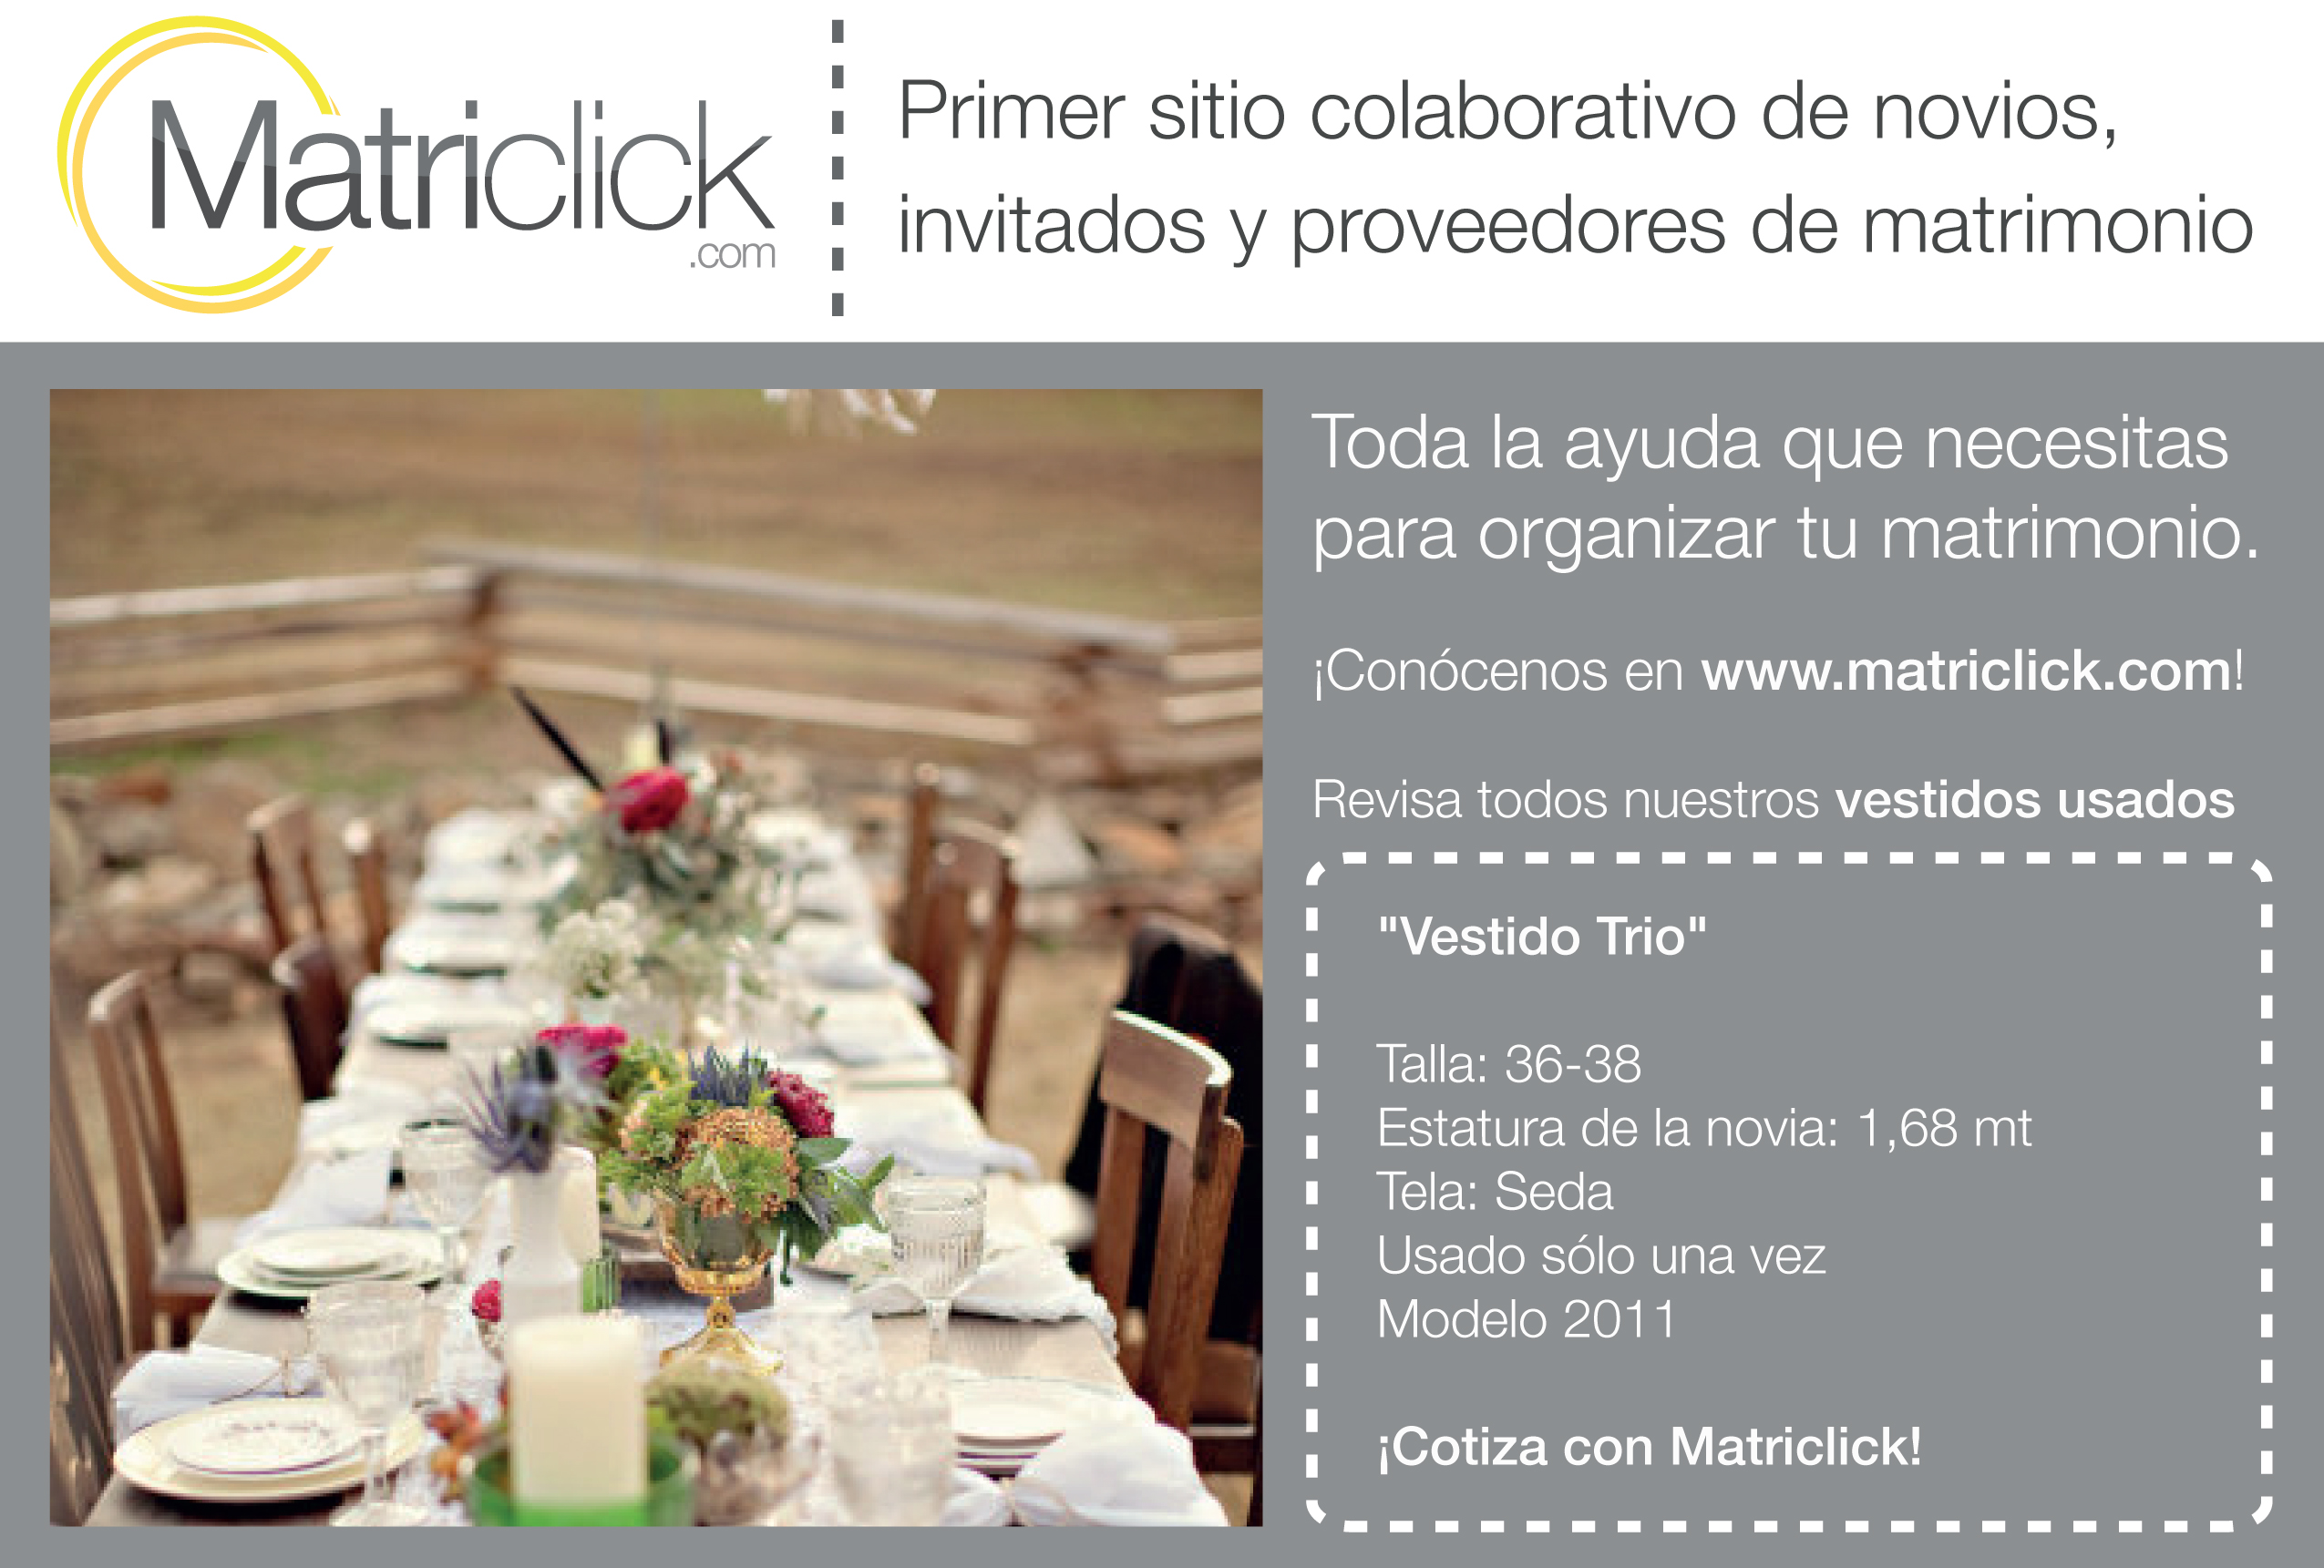 Matriclick
.com
Primer sitio colaborativo de novios,
invitados y proveedores de matrimonio
Toda la ayuda que necesitas
para organizar tu matrimonio.
¡Conócenos en www.matriclick.com!
Revisa todos nuestros vestidos usados
"Vestido Trio"
Talla: 36-38
Estatura de la novia: 1,68 mt
Tela: Seda
Usado sólo una vez
Modelo 2011
¡Cotiza con Matriclick!